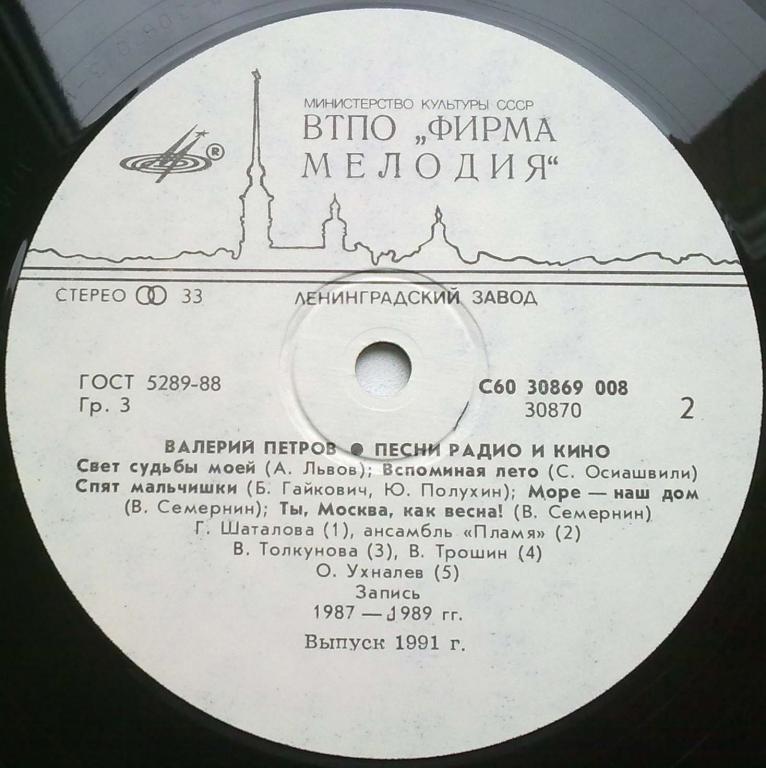 МИНИСТЕРСТВО КУЛЬТУРЫ СССР
ВТПО „ФИРМА
МЕЛОДИЯ“
®
СТЕРЕО 33
ЛЕНИНГРАДСКИЙ ЗАВОД
ГОСТ 5289-88
Гр. 3
С60 30869 008
30870
2
ВАЛЕРИЙ ПЕТРОВ ● ПЕСНИ РАДИО И КИНО
Свет судьбы моей (А. Львов); Вспоминая лето (С. Осиашвили)
Спят мальчишки (Б. Гайкович, Ю. Полухин); Море — наш дом
(В. Семернин); Ты, Москва, как весна! (В. Семернин)
Г. Шаталова (1), ансамбль «Пламя» (2)
В. Толкунова (3), В. Трошин (4)
О. Ухналев (5)
Запись
1987 — 1989 гг.
Выпуск 1991 г.